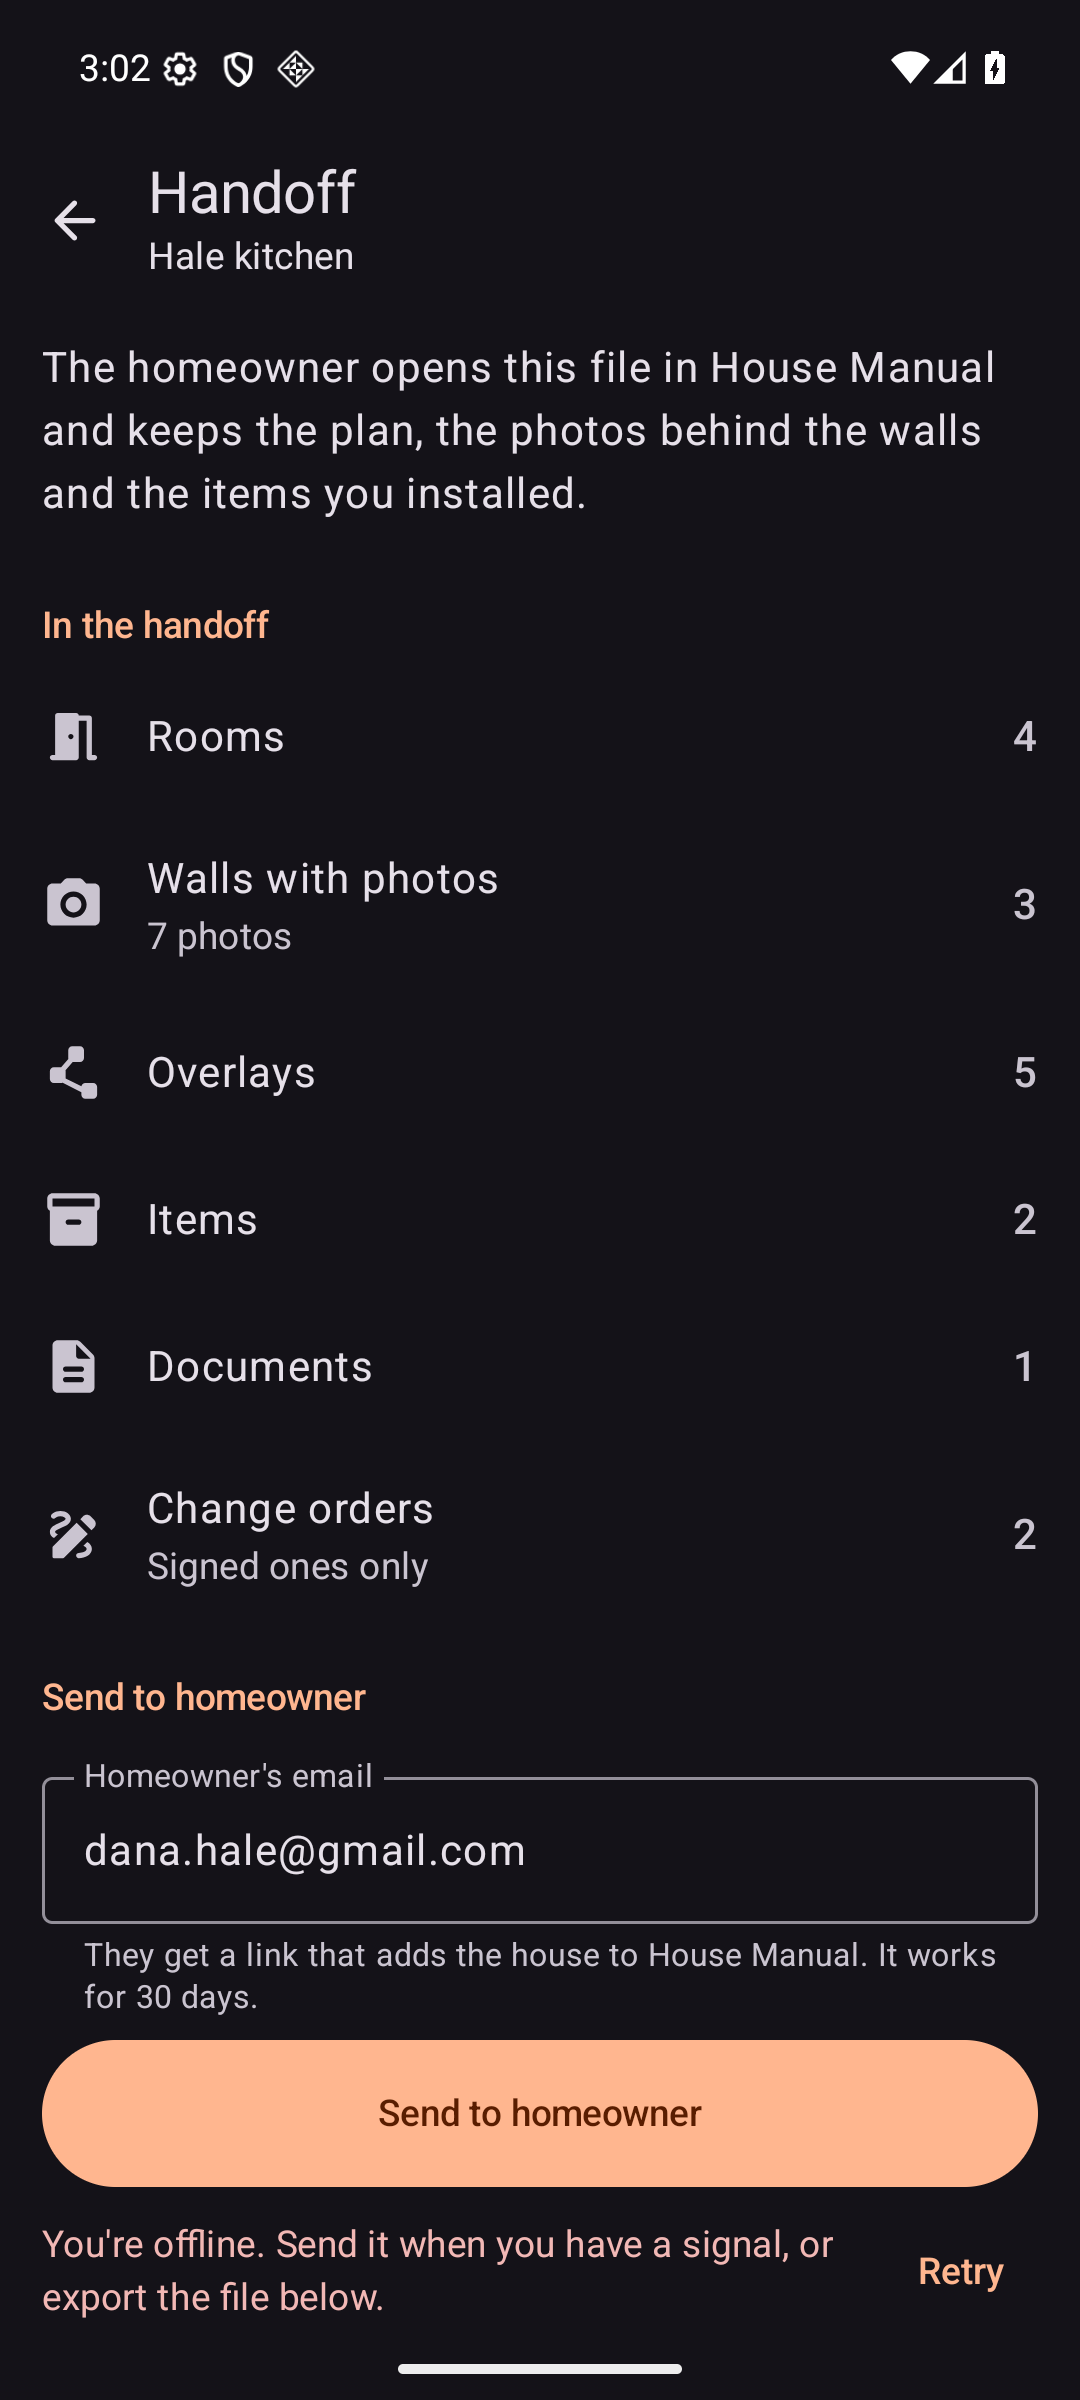 3:02
Handoff
Hale kitchen
The homeowner opens this file in House Manual
and keeps the plan, the photos behind the walls
and the items you installed.
In the handoff
Rooms 4
Walls with photos
7 photos
3
Overlays 5
Items 2
Documents 1
Change orders
Signed ones only
2
Send to homeowner
Homeowner's email
dana.hale@gmail.com
They get a link that adds the house to House Manual. It works
for 30 days.
Send to homeowner
You're offline. Send it when you have a signal, or
export the file below.
Retry